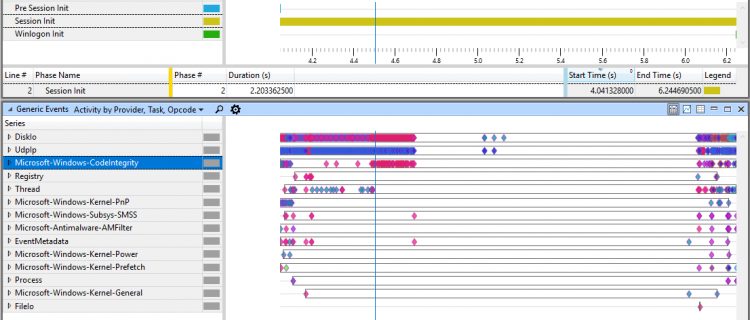 Pre Session Init
Session Init
Winlogon Init
4.2 4.4 4.6 4.8 5.0 5.2 5.4 5.6 5.8 6.0 6.2
Line # Phase Name Phase # Duration (s) Start Time (s) End Time (s) Legend
2 Session Init 2 2.203362500 4.041328000 6.244690500
Generic Events Activity by Provider, Task, Opcode
Series
DiskIo
UdpIp
Microsoft-Windows-CodeIntegrity
Registry
Thread
Microsoft-Windows-Kernel-PnP
Microsoft-Windows-Subsys-SMSS
Microsoft-Antimalware-AMFilter
EventMetadata
Microsoft-Windows-Kernel-Power
Microsoft-Windows-Kernel-Prefetch
Process
Microsoft-Windows-Kernel-General
FileIo